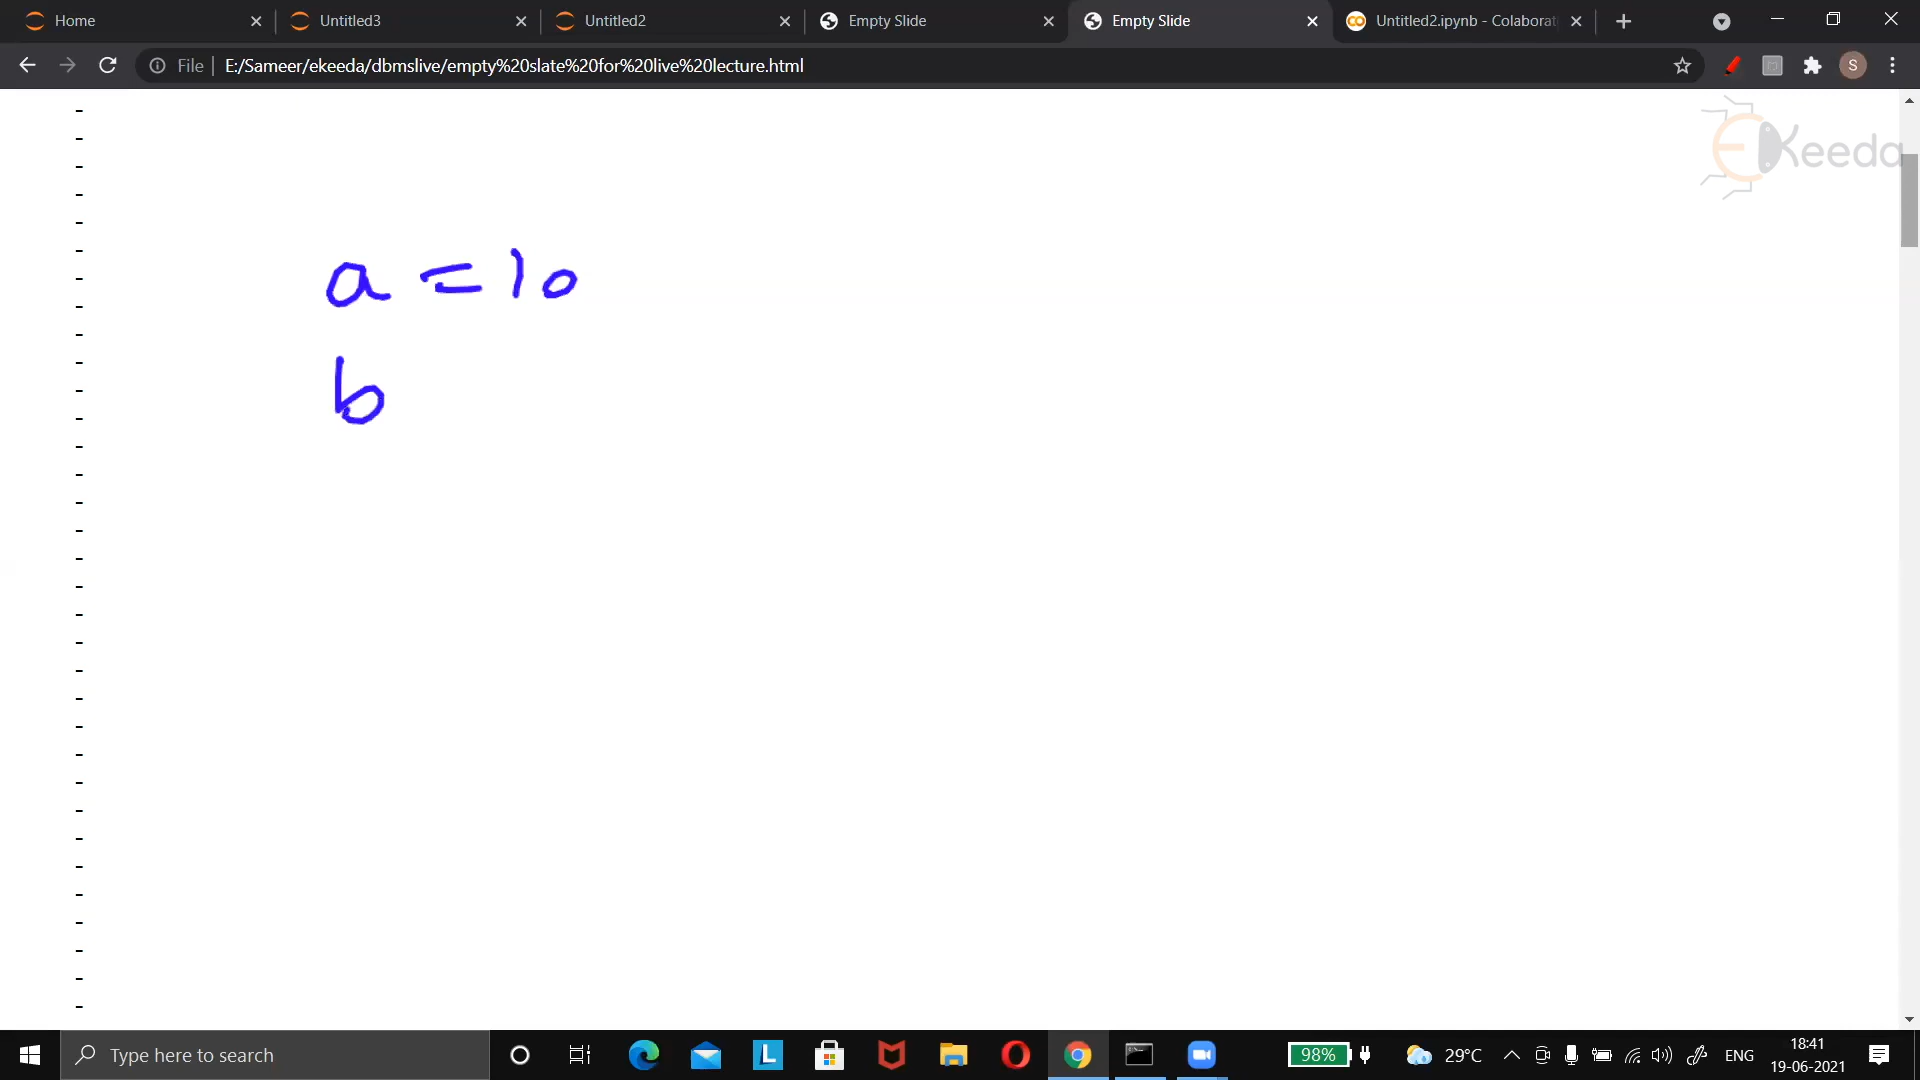 Home
Untitled3
Untitled2
Empty Slide
Empty Slide
Untitled2.ipynb - Colaborat
File | E:/Sameer/ekeeda/dbmslive/empty%20slate%20for%20live%20lecture.html
S
EKeeda
a = 10
b
Type here to search
L
98%
29°C
ENG
18:41
19-06-2021